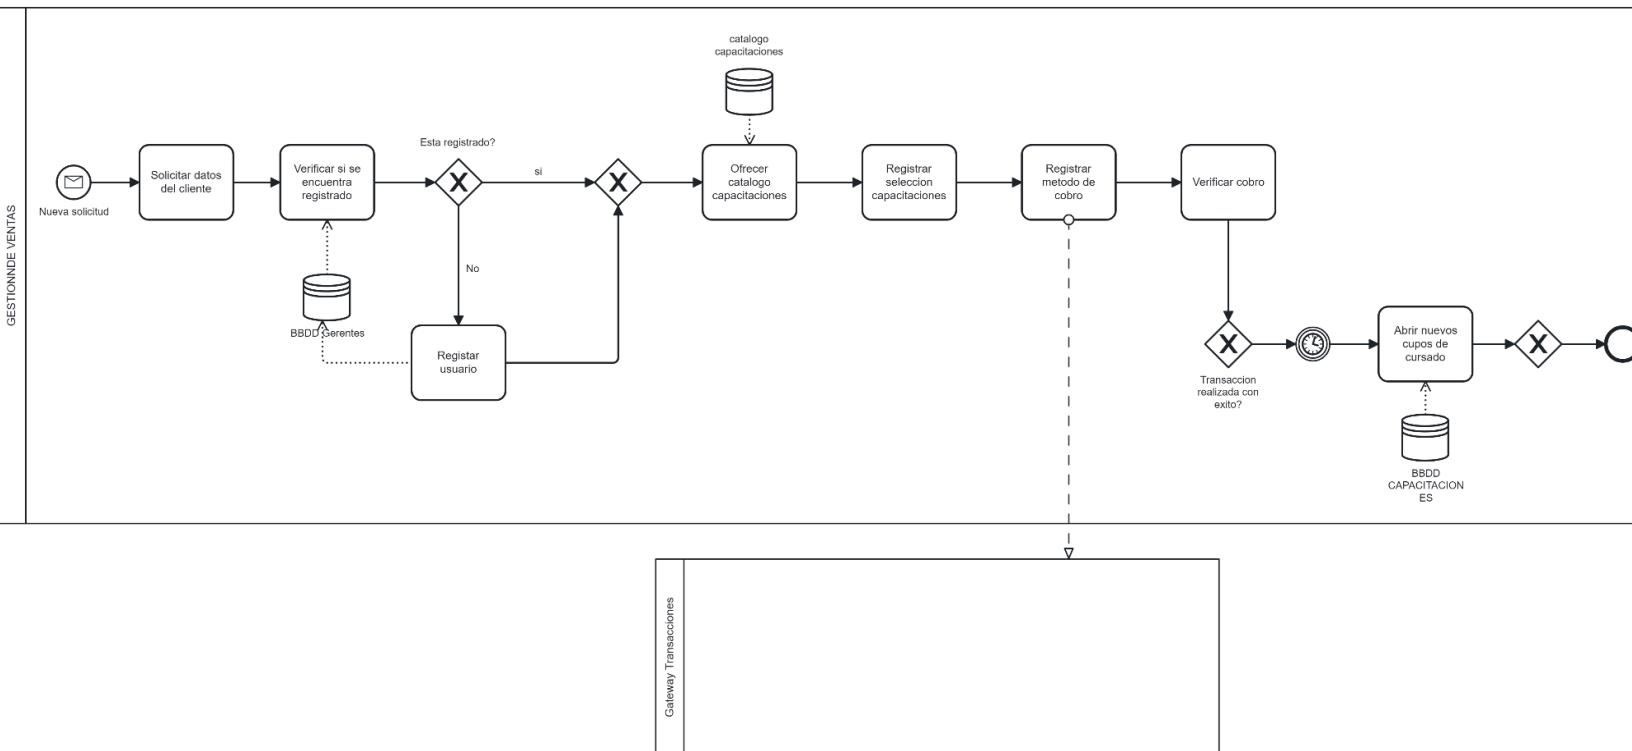 GESTIONNDE VENTAS
Nueva solicitud
Solicitar datos
del cliente
Verificar si se
encuentra
registrado
BBDD Gerentes
Esta registrado?
si
No
Registar
usuario
catalogo
capacitaciones
Ofrecer
catalogo
capacitaciones
Registrar
seleccion
capacitaciones
Registrar
metodo de
cobro
Verificar cobro
Transaccion
realizada con
exito?
Abrir nuevos
cupos de
cursado
BBDD
CAPACITACION
ES
Gateway Transacciones